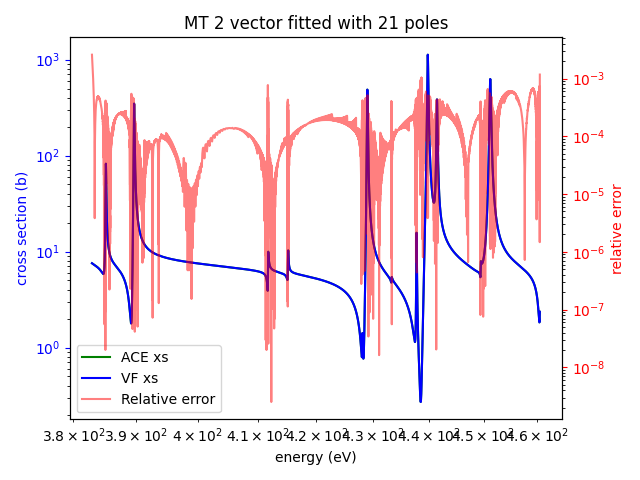 MT 2 vector fitted with 21 poles
10³
10²
10¹
10⁰
cross section (b)
10⁻³
10⁻⁴
10⁻⁵
10⁻⁶
10⁻⁷
10⁻⁸
relative error
ACE xs
VF xs
Relative error
3.8 × 10² 3.9 × 10² 4 × 10² 4.1 × 10² 4.2 × 10² 4.3 × 10² 4.4 × 10² 4.5 × 10² 4.6 × 10²
energy (eV)